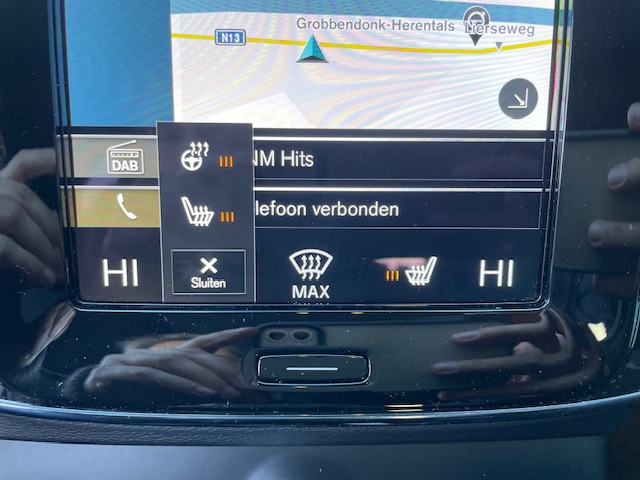 Grobbendonk-Herentals
N13
Lierseweg
DAB
NM Hits
lefoon verbonden
HI
Sluiten
MAX
HI